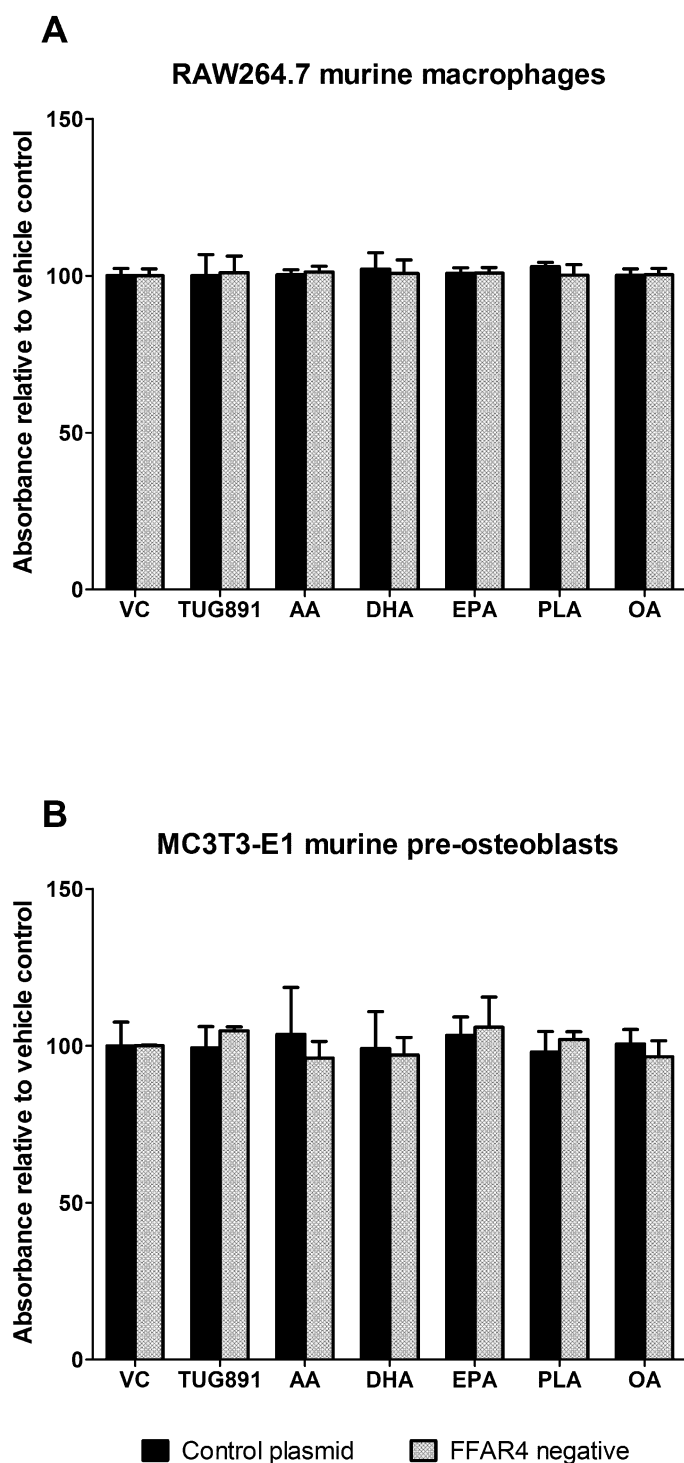 A
RAW264.7 murine macrophages
Absorbance relative to vehicle control
150
100
50
0
VC TUG891 AA DHA EPA PLA OA
B
MC3T3-E1 murine pre-osteoblasts
Absorbance relative to vehicle control
150
100
50
0
VC TUG891 AA DHA EPA PLA OA
Control plasmid FFAR4 negative